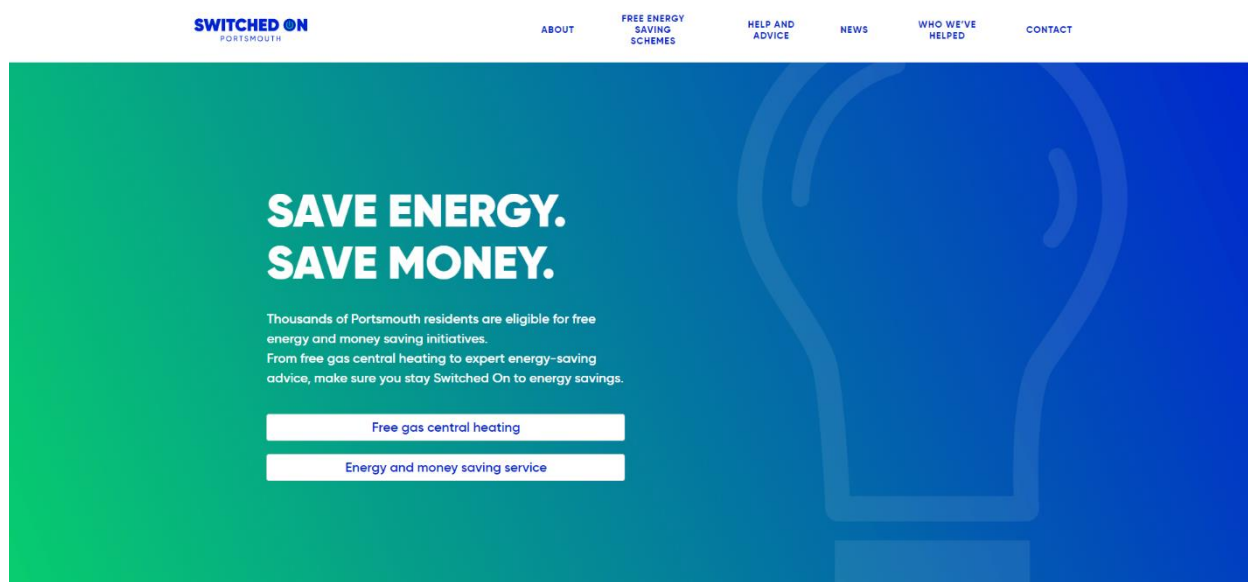 SWITCHED ON
PORTSMOUTH
ABOUT
FREE ENERGY
SAVING
SCHEMES
HELP AND
ADVICE
NEWS
WHO WE'VE
HELPED
CONTACT
SAVE ENERGY.
SAVE MONEY.
Thousands of Portsmouth residents are eligible for free
energy and money saving initiatives.
From free gas central heating to expert energy-saving
advice, make sure you stay Switched On to energy savings.
Free gas central heating
Energy and money saving service